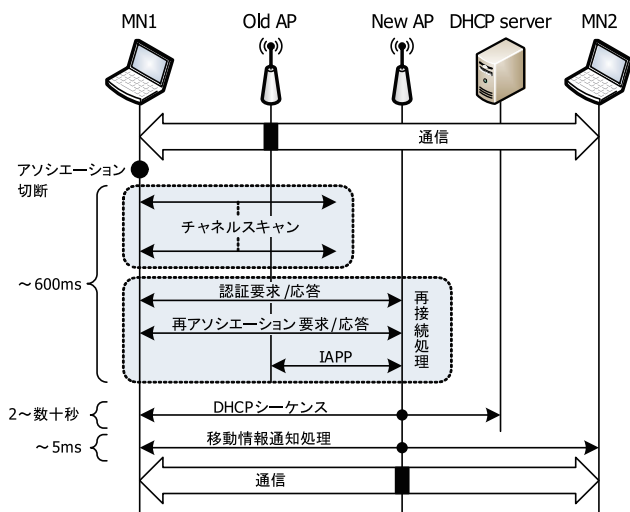 MN1
Old AP
New AP
DHCP server
MN2
通信
アソシエーション
切断
チャネルスキャン
～600ms
認証要求/応答
再アソシエーション要求/応答
IAPP
再接続処理
2～数十秒
DHCPシーケンス
～5ms
移動情報通知処理
通信